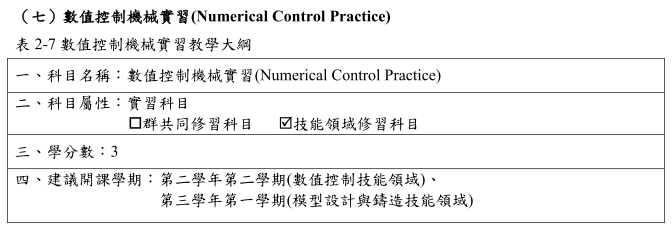 （七）數值控制機械實習(Numerical Control Practice)
表 2-7 數值控制機械實習教學大綱
一、科目名稱：數值控制機械實習(Numerical Control Practice)
二、科目屬性：實習科目
□群共同修習科目 ☑技能領域修習科目
三、學分數：3
四、建議開課學期：第二學年第二學期(數值控制技能領域)、
第三學年第一學期(模型設計與鑄造技能領域)